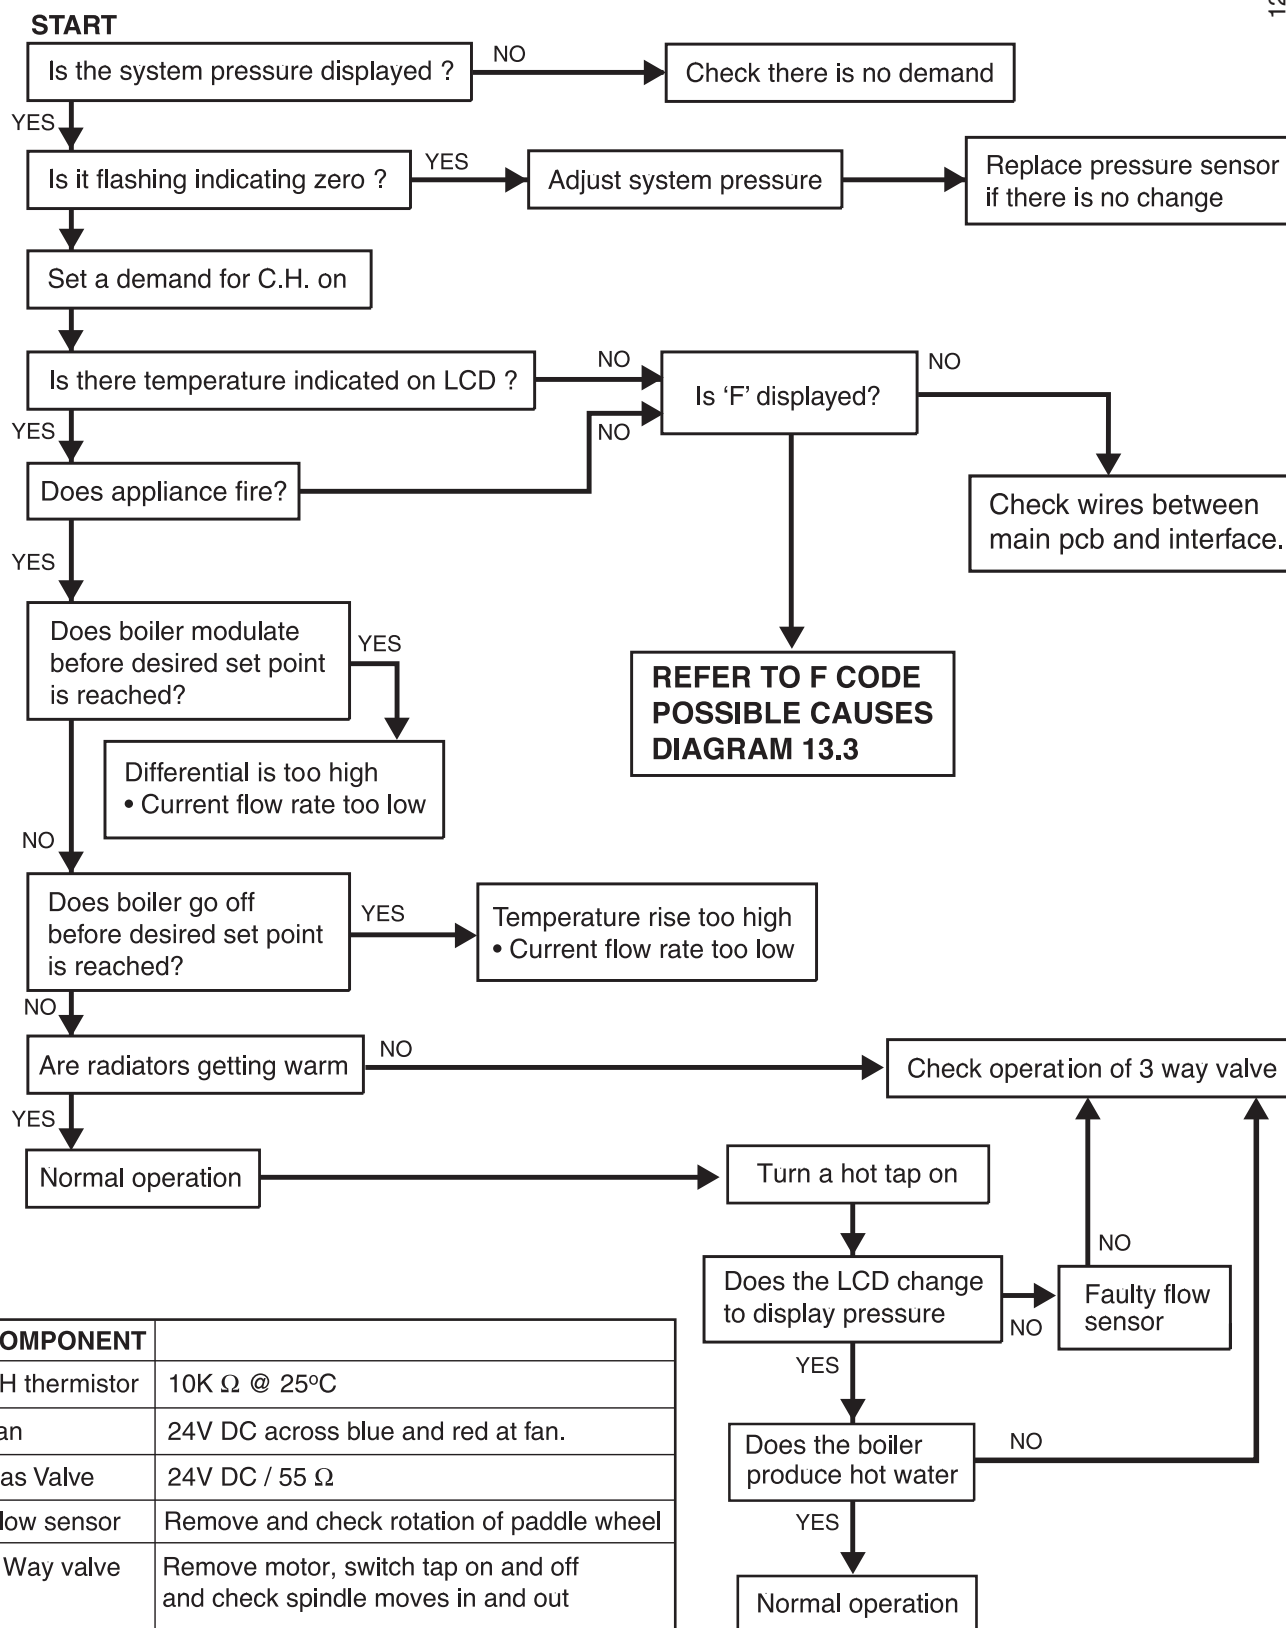 12
START
Is the system pressure displayed ?
NO
Check there is no demand
YES
Is it flashing indicating zero ?
YES
Adjust system pressure
Replace pressure sensor
if there is no change
Set a demand for C.H. on
Is there temperature indicated on LCD ?
NO
Is ‘F’ displayed?
NO
YES
NO
Does appliance fire?
Check wires between
main pcb and interface.
YES
Does boiler modulate
before desired set point
is reached?
YES
REFER TO F CODE
POSSIBLE CAUSES
DIAGRAM 13.3
Differential is too high
• Current flow rate too low
NO
Does boiler go off
before desired set point
is reached?
YES
Temperature rise too high
• Current flow rate too low
NO
Are radiators getting warm
NO
Check operation of 3 way valve
YES
Normal operation
Turn a hot tap on
Does the LCD change
to display pressure
NO
Faulty flow
sensor
NO
YES
Does the boiler
produce hot water
NO
YES
Normal operation
OMPONENT
H thermistor 10K Ω @ 25°C
an 24V DC across blue and red at fan.
as Valve 24V DC / 55 Ω
low sensor Remove and check rotation of paddle wheel
Way valve Remove motor, switch tap on and off
and check spindle moves in and out